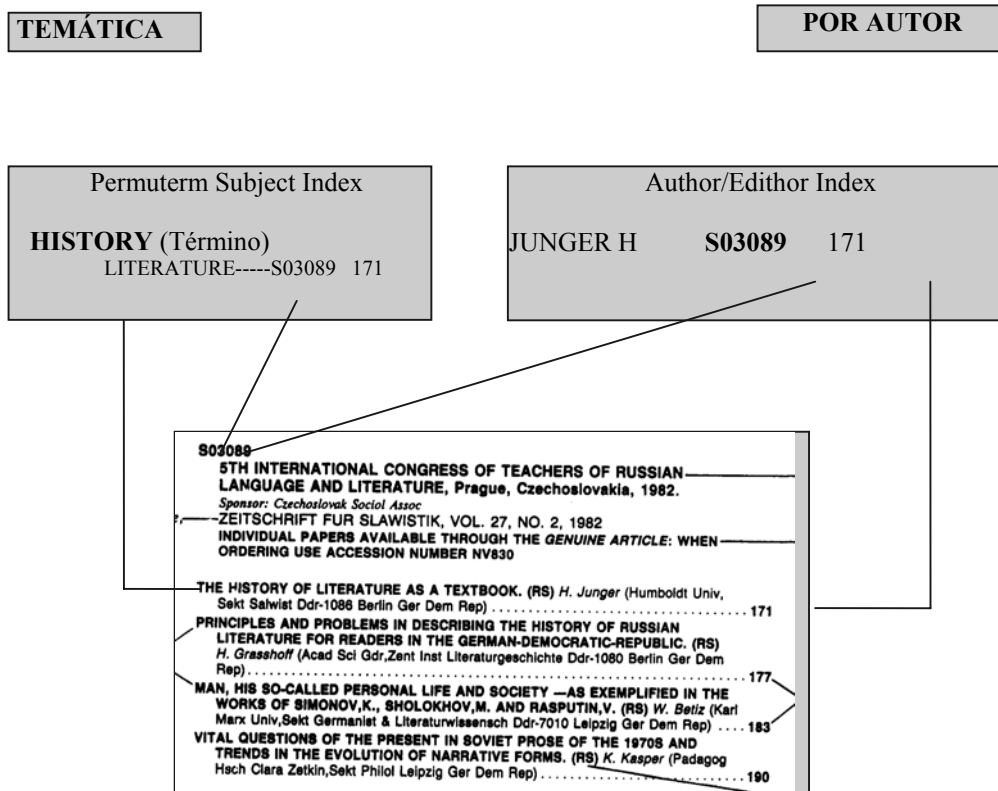 TEMÁTICA
POR AUTOR
Permuterm Subject Index
HISTORY (Término)
LITERATURE-----S03089 171
Author/Edithor Index
JUNGER H S03089 171
S03089
5TH INTERNATIONAL CONGRESS OF TEACHERS OF RUSSIAN
LANGUAGE AND LITERATURE, Prague, Czechoslovakia, 1982.
Sponsor: Czechoslovak Sociol Assoc
ZEITSCHRIFT FUR SLAWISTIK, VOL. 27, NO. 2, 1982
INDIVIDUAL PAPERS AVAILABLE THROUGH THE GENUINE ARTICLE: WHEN
ORDERING USE ACCESSION NUMBER NV830
THE HISTORY OF LITERATURE AS A TEXTBOOK. (RS) H. Junger (Humboldt Univ,
Sekt Salwist Ddr-1086 Berlin Ger Dem Rep) . . . . . . . . . . . . . . . . . . . . . . . . . . . . 171
PRINCIPLES AND PROBLEMS IN DESCRIBING THE HISTORY OF RUSSIAN
LITERATURE FOR READERS IN THE GERMAN-DEMOCRATIC-REPUBLIC. (RS)
H. Grasshoff (Acad Sci Gdr,Zent Inst Literaturgeschichte Ddr-1080 Berlin Ger Dem
Rep) . . . . . . . . . . . . . . . . . . . . . . . . . . . . . . . . . . . . . . . . . . . . . . . . . . . . . . . . 177
MAN, HIS SO-CALLED PERSONAL LIFE AND SOCIETY —AS EXEMPLIFIED IN THE
WORKS OF SIMONOV,K., SHOLOKHOV,M. AND RASPUTIN,V. (RS) W. Betiz (Karl
Marx Univ,Sekt Germanist & Literaturwissensch Ddr-7010 Leipzig Ger Dem Rep) . . . . 183
VITAL QUESTIONS OF THE PRESENT IN SOVIET PROSE OF THE 1970S AND
TRENDS IN THE EVOLUTION OF NARRATIVE FORMS. (RS) K. Kasper (Padagog
Hsch Clara Zetkin,Sekt Philol Leipzig Ger Dem Rep) . . . . . . . . . . . . . . . . . . . . . . 190